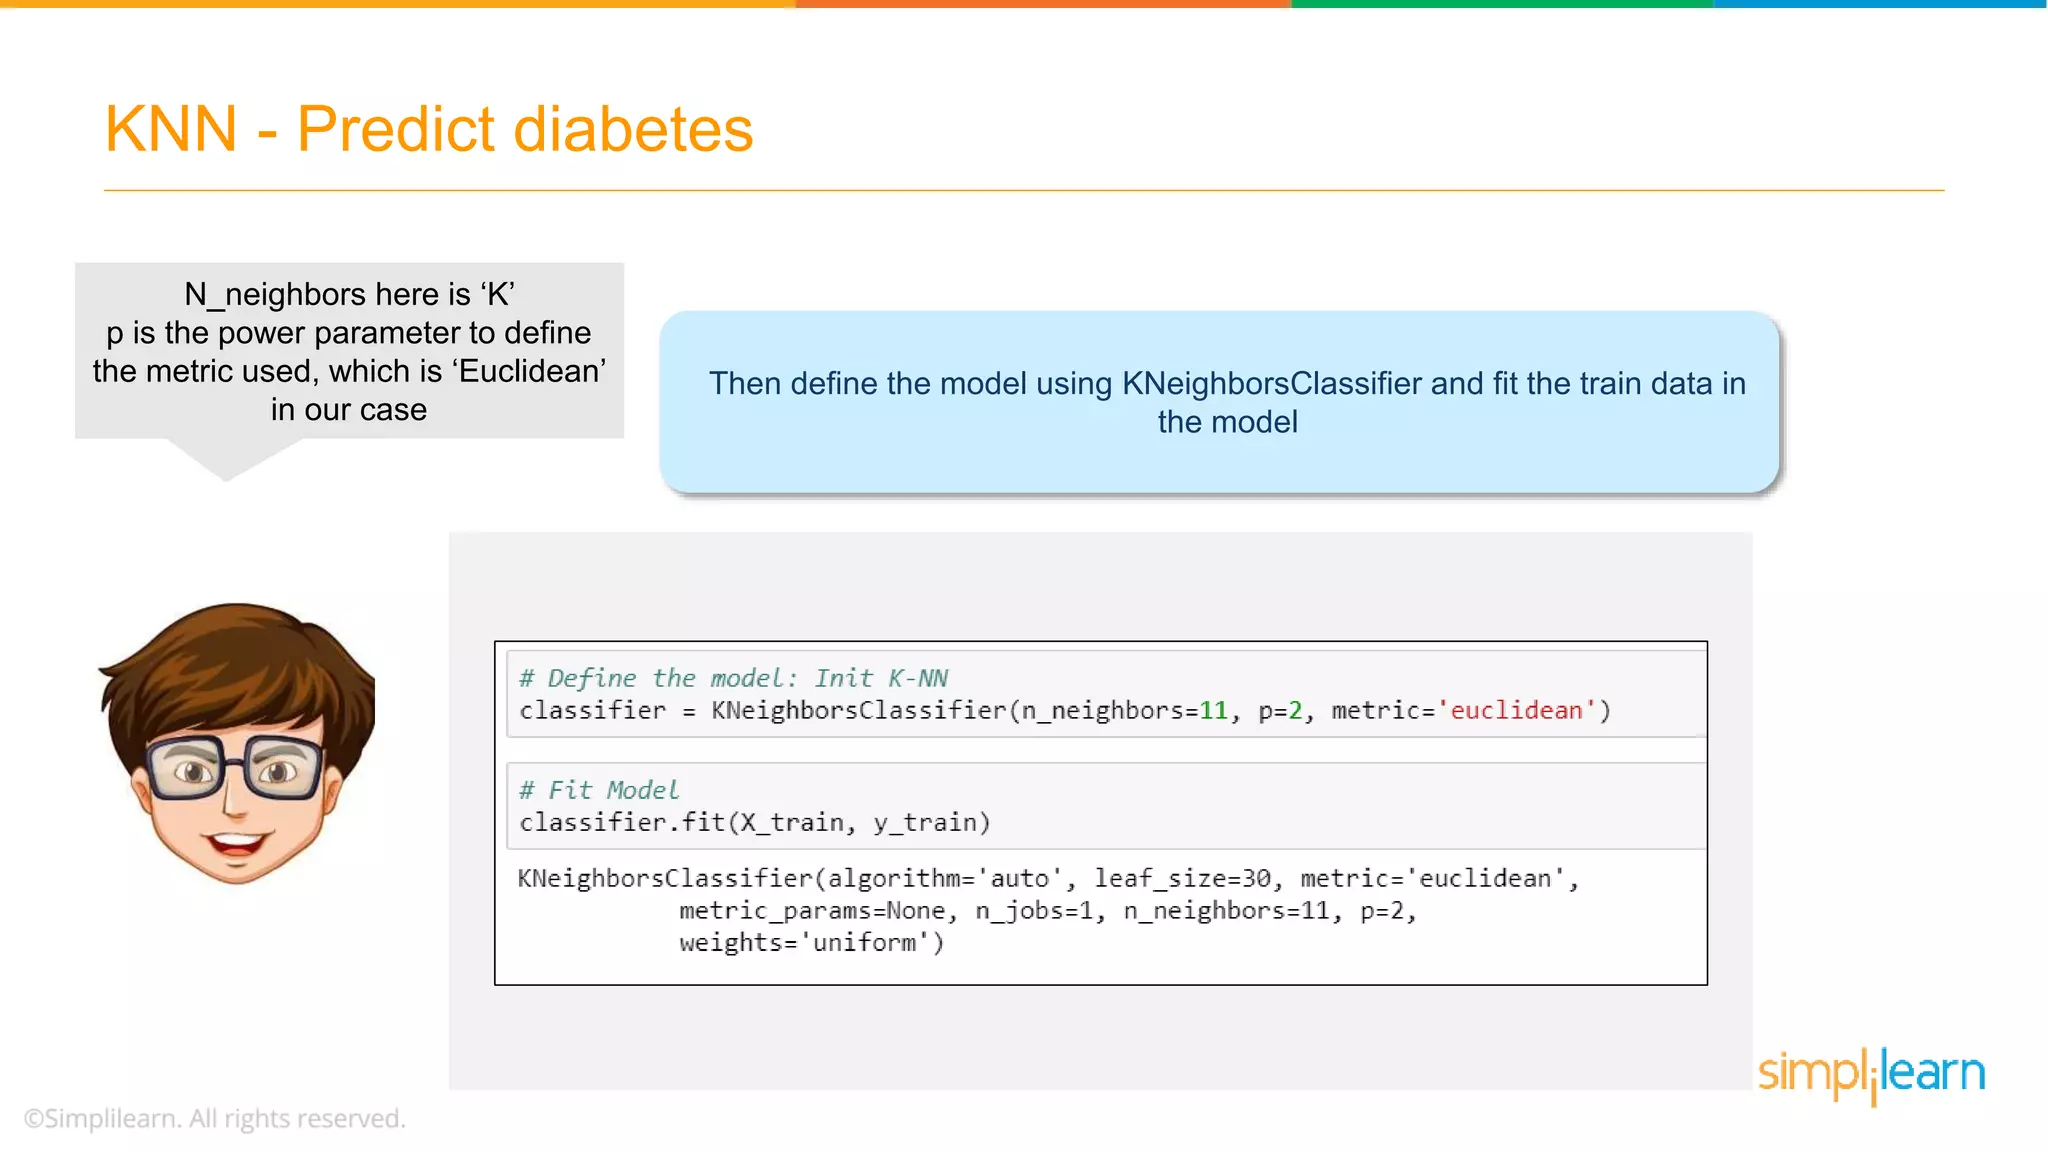 KNN - Predict diabetes
N_neighbors here is ‘K’
p is the power parameter to define
the metric used, which is ‘Euclidean’
in our case
Then define the model using KNeighborsClassifier and fit the train data in
the model
# Define the model: Init K-NN
classifier = KNeighborsClassifier(n_neighbors=11, p=2, metric='euclidean')
# Fit Model
classifier.fit(X_train, y_train)
KNeighborsClassifier(algorithm='auto', leaf_size=30, metric='euclidean',
metric_params=None, n_jobs=1, n_neighbors=11, p=2,
weights='uniform')
simplilearn
©Simplilearn. All rights reserved.